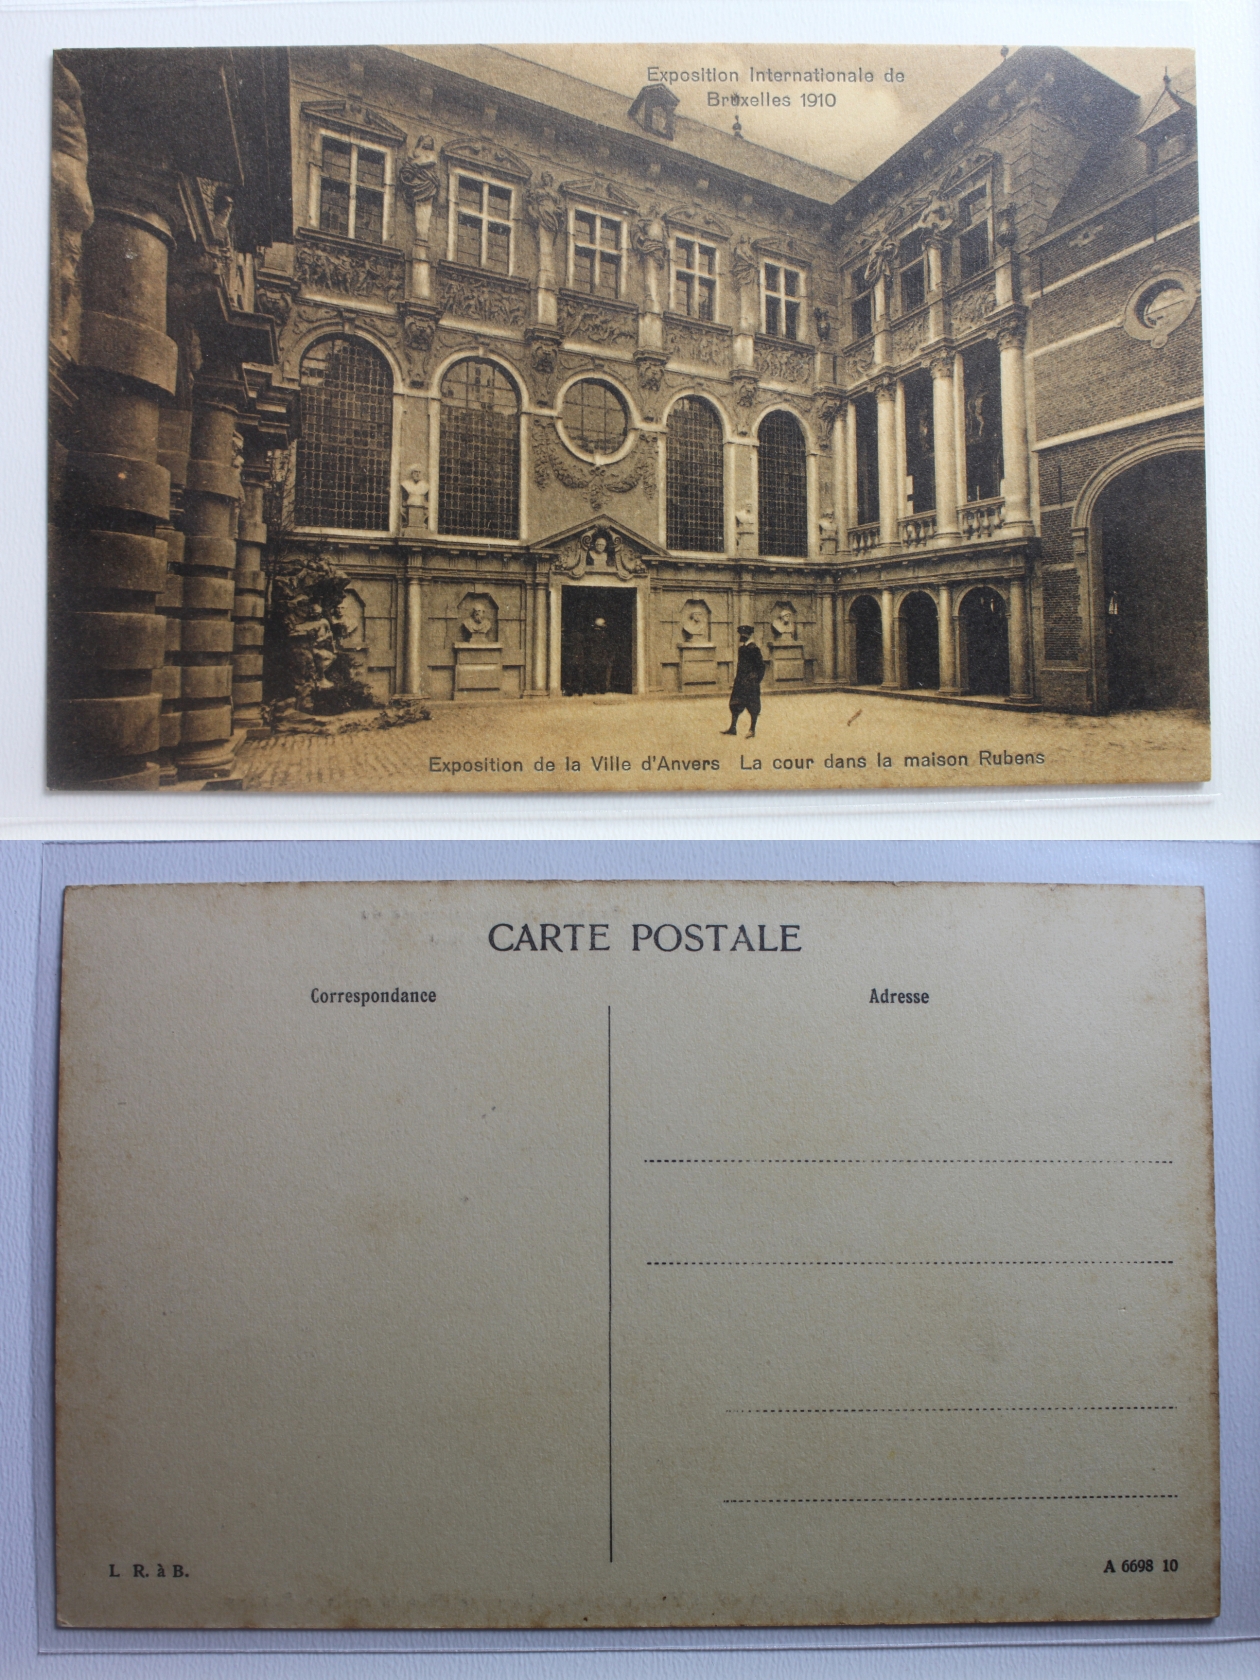 Exposition Internationale de
Bruxelles 1910
Exposition de la Ville d'Anvers La cour dans la maison Rubens
CARTE POSTALE
Correspondance
Adresse
L. R. à B.
A 6698 10